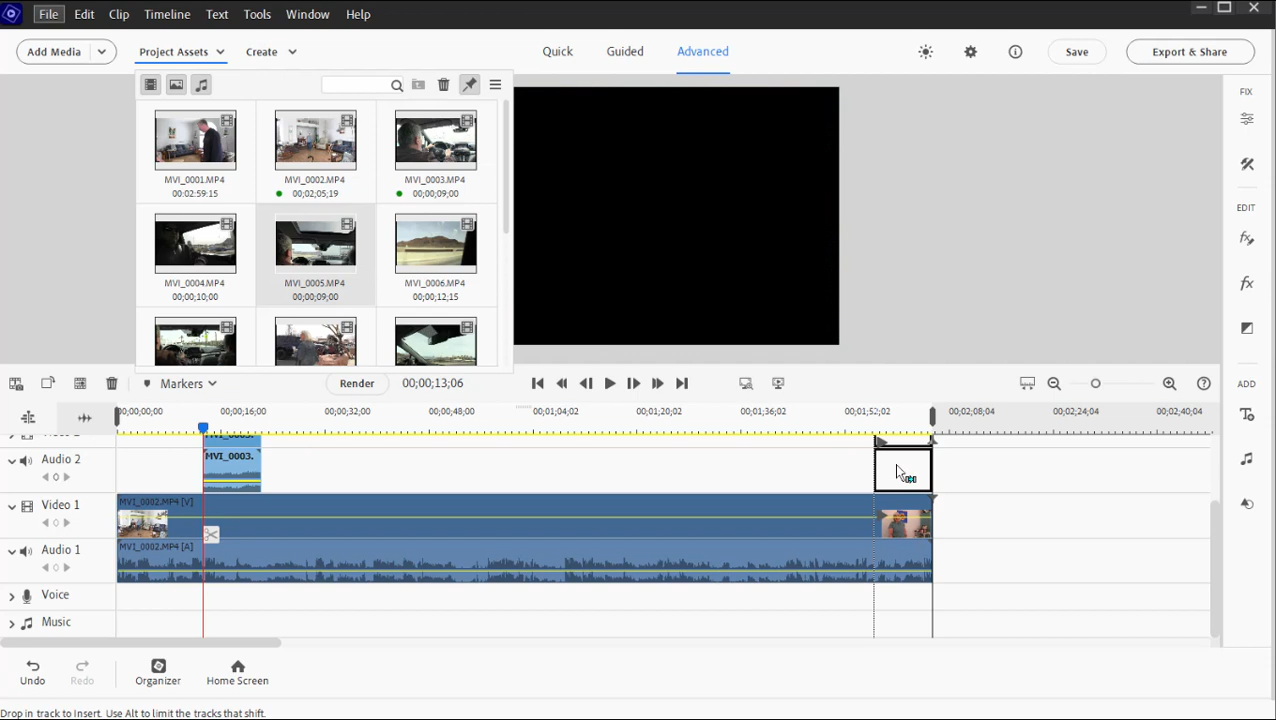 File Edit Clip Timeline Text Tools Window Help
Add Media Project Assets Create Quick Guided Advanced Save Export & Share
FIX
MVI_0001.MP4 MVI_0002.MP4 MVI_0003.MP4
00:02:59:15 00;02;05;19 00;00;09;00
EDIT
MVI_0004.MP4 MVI_0005.MP4 MVI_0006.MP4
00;00;10;00 00;00;09;00 00;00;12;15
Markers Render 00;00;13;06
ADD
00;00;00;00 00;00;16;00 00;00;32;00 00;00;48;00 00;01;04;02 00;01;20;02 00;01;36;02 00;01;52;02 00;02;08;04 00;02;24;04 00;02;40;04
Audio 2 MVI_0003.
Video 1 MVI_0002.MP4 [V]
Audio 1 MVI_0002.MP4 [A]
Voice
Music
Undo Redo Organizer Home Screen
Drop in track to Insert. Use Alt to limit the tracks that shift.